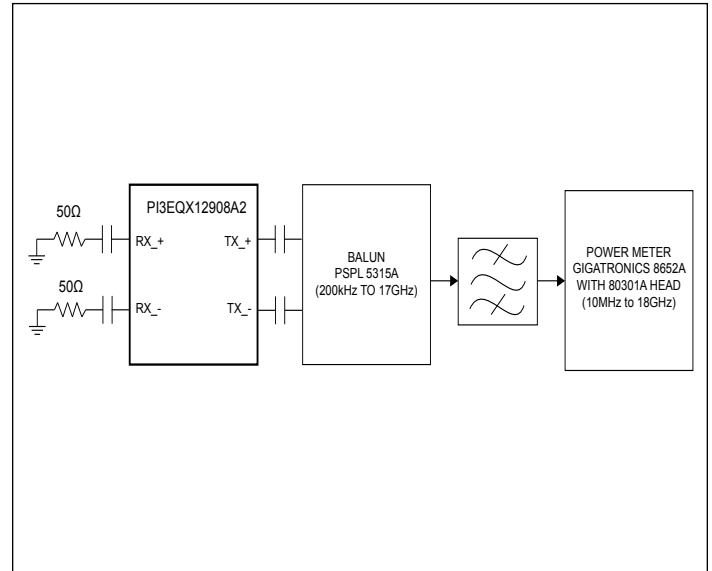 50Ω
50Ω
PI3EQX12908A2
RX_+
TX_+
RX_-
TX_-
BALUN
PSPL 5315A
(200kHz TO 17GHz)
POWER METER
GIGATRONICS 8652A
WITH 80301A HEAD
(10MHz to 18GHz)